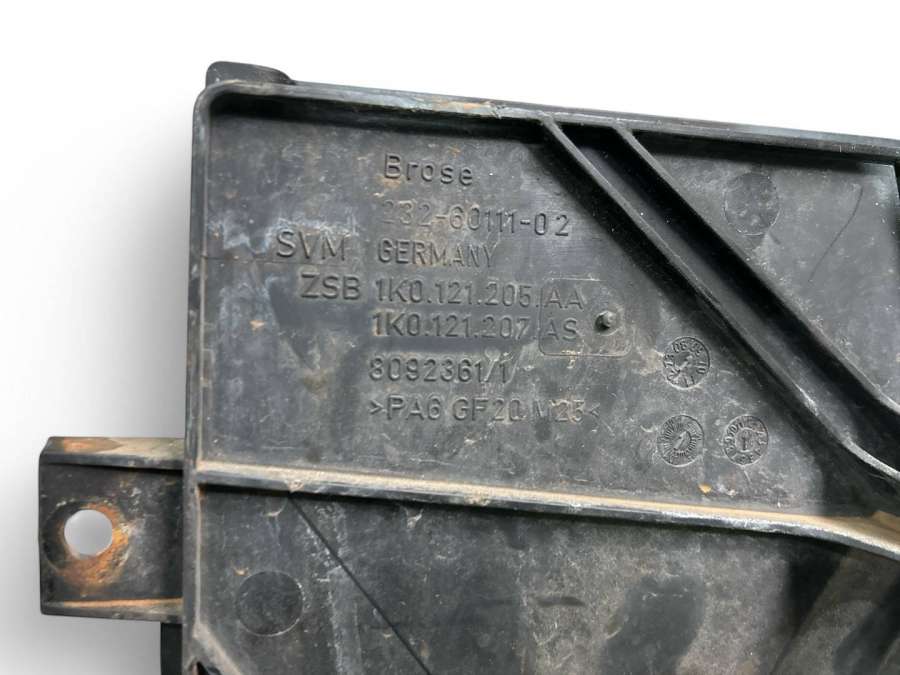 Brose
232-60111-02
SVM GERMANY
ZSB 1K0.121.205.AA
1K0.121.207 AS
8092361/1
>PA6 GF20 M25<